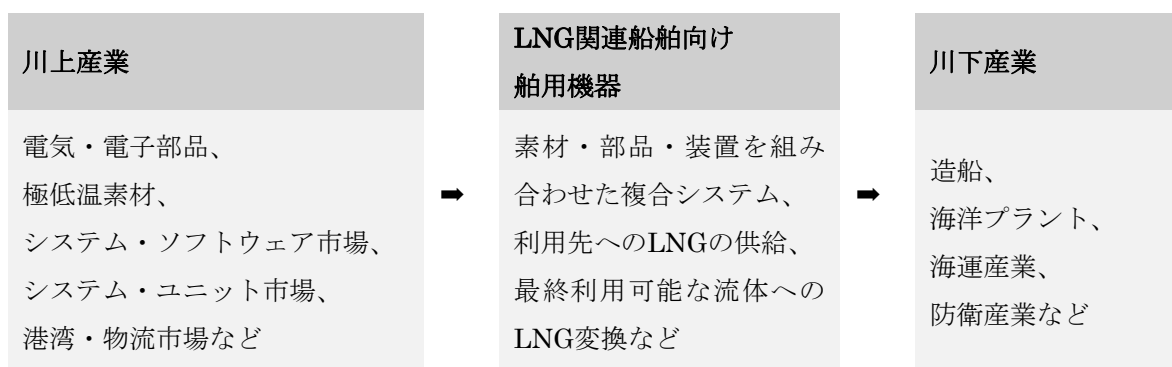 川上産業
電気・電子部品、
極低温素材、
システム・ソフトウェア市場、
システム・ユニット市場、
港湾・物流市場など
➡
LNG関連船舶向け
舶用機器
素材・部品・装置を組み
合わせた複合システム、
利用先へのLNGの供給、
最終利用可能な流体への
LNG変換など
➡
川下産業
造船、
海洋プラント、
海運産業、
防衛産業など